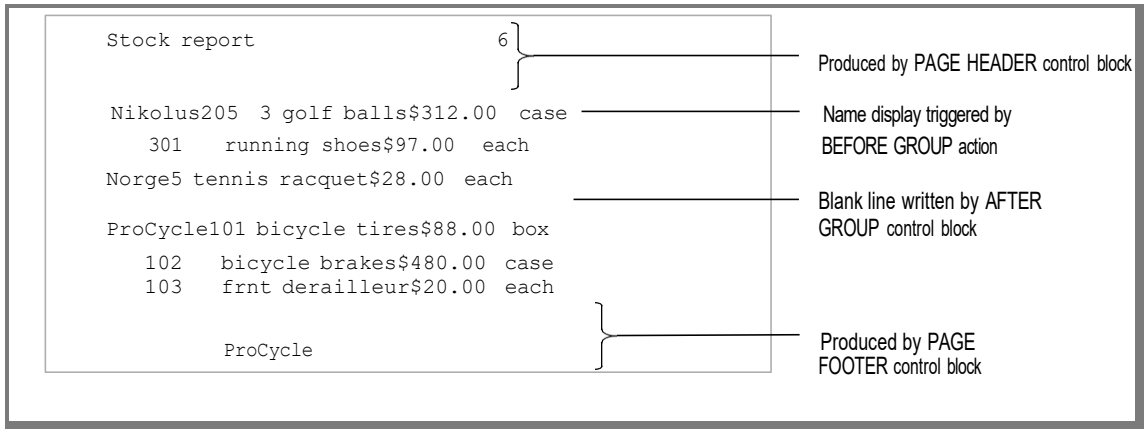 Stock report 6
Produced by PAGE HEADER control block
Nikolus205 3 golf balls$312.00 case
Name display triggered by
BEFORE GROUP action
301 running shoes$97.00 each
Norge5 tennis racquet$28.00 each
Blank line written by AFTER
GROUP control block
ProCycle101 bicycle tires$88.00 box
102 bicycle brakes$480.00 case
103 frnt derailleur$20.00 each
ProCycle
Produced by PAGE
FOOTER control block